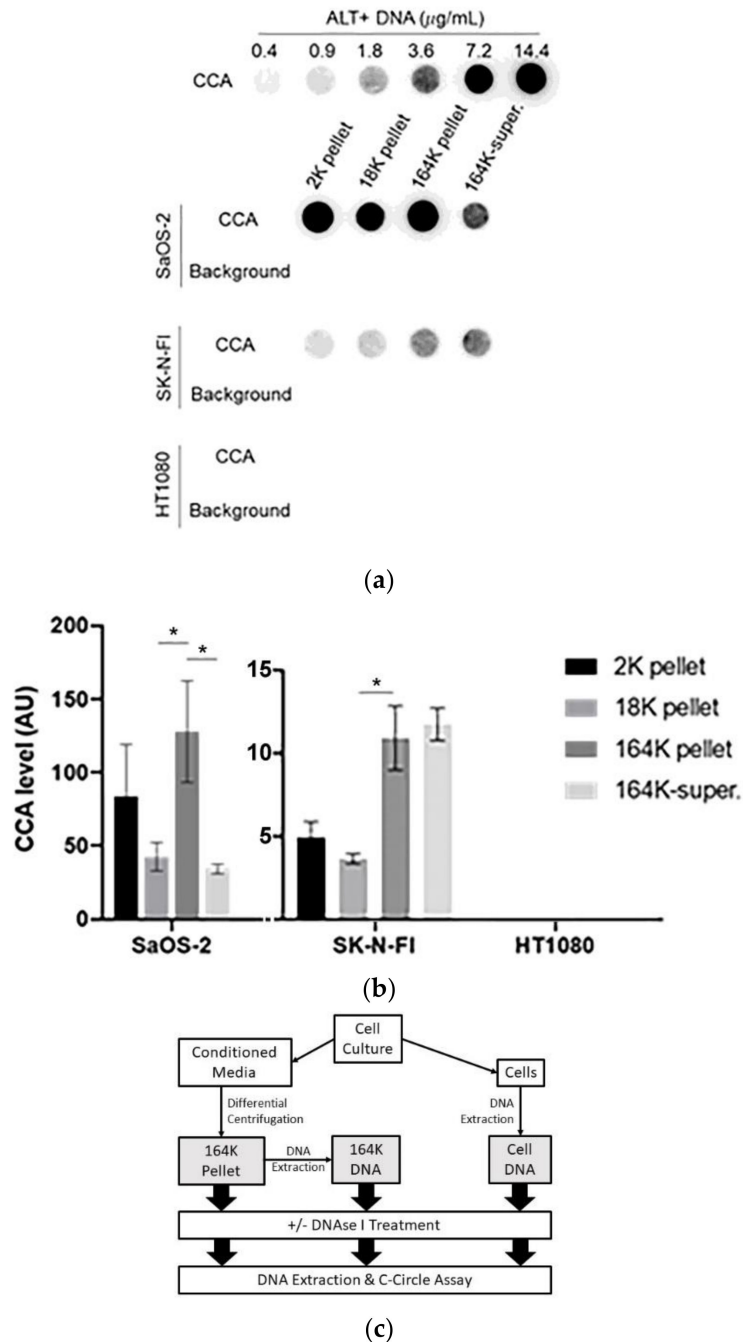 ALT+ DNA (μg/mL)
0.4 0.9 1.8 3.6 7.2 14.4
CCA
2K pellet
18K pellet
164K pellet
164K-super.
SaOS-2
CCA
Background
SK-N-FI
CCA
Background
HT1080
CCA
Background
(a)
CCA level (AU)
200
150
100
50
0
15
10
5
*
*
*
2K pellet
18K pellet
164K pellet
164K-super.
SaOS-2 SK-N-FI HT1080
(b)
Cell
Culture
Conditioned
Media
Cells
Differential
Centrifugation
DNA
Extraction
164K
Pellet
DNA
Extraction
164K
DNA
Cell
DNA
+/- DNAse I Treatment
DNA Extraction & C-Circle Assay
(c)